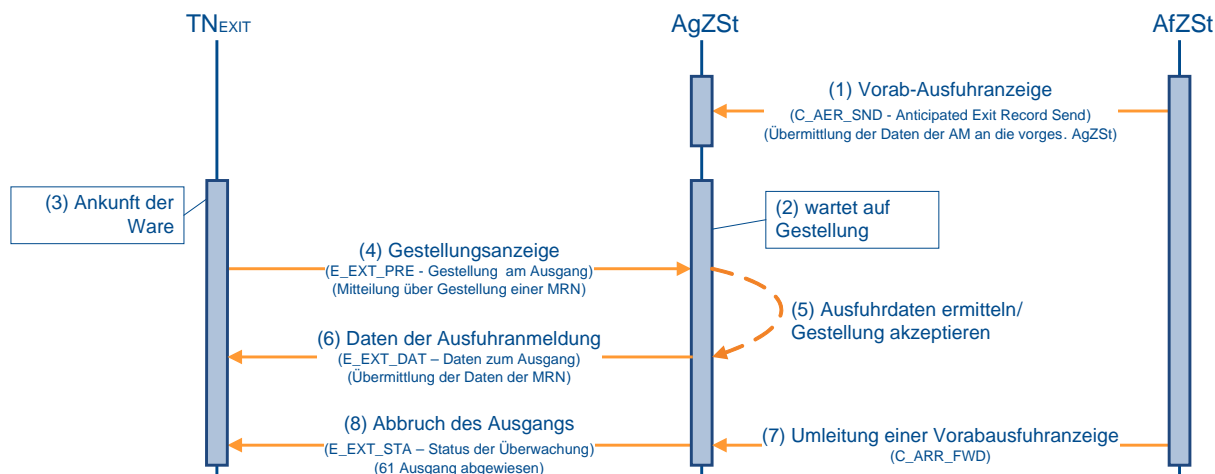 TNEXIT
AgZSt
AfZSt
(1) Vorab-Ausfuhranzeige
(C_AER_SND - Anticipated Exit Record Send)
(Übermittlung der Daten der AM an die vorges. AgZSt)
(3) Ankunft der
Ware
(2) wartet auf
Gestellung
(4) Gestellungsanzeige
(E_EXT_PRE - Gestellung am Ausgang)
(Mitteilung über Gestellung einer MRN)
(5) Ausfuhrdaten ermitteln/
Gestellung akzeptieren
(6) Daten der Ausfuhranmeldung
(E_EXT_DAT – Daten zum Ausgang)
(Übermittlung der Daten der MRN)
(8) Abbruch des Ausgangs
(E_EXT_STA – Status der Überwachung)
(61 Ausgang abgewiesen)
(7) Umleitung einer Vorabausfuhranzeige
(C_ARR_FWD)